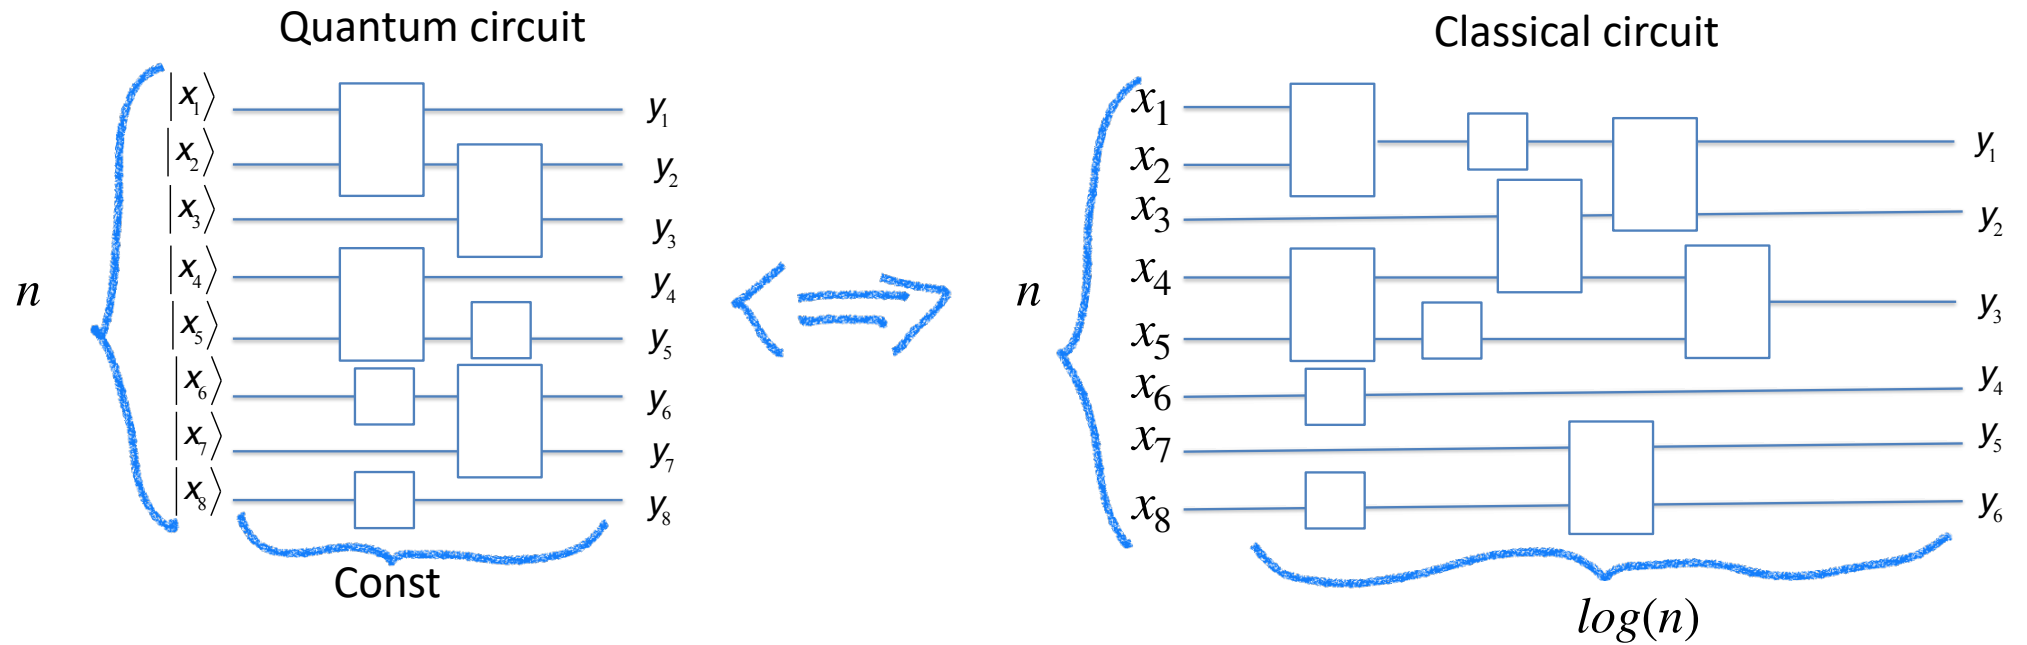 Quantum circuit
|x₁⟩ y₁
|x₂⟩ y₂
|x₃⟩ y₃
|x₄⟩ y₄
|x₅⟩ y₅
|x₆⟩ y₆
|x₇⟩ y₇
|x₈⟩ y₈
n
Const
Classical circuit
x₁ y₁
x₂
x₃ y₂
x₄ y₃
x₅
x₆ y₄
x₇ y₅
x₈ y₆
n
log(n)